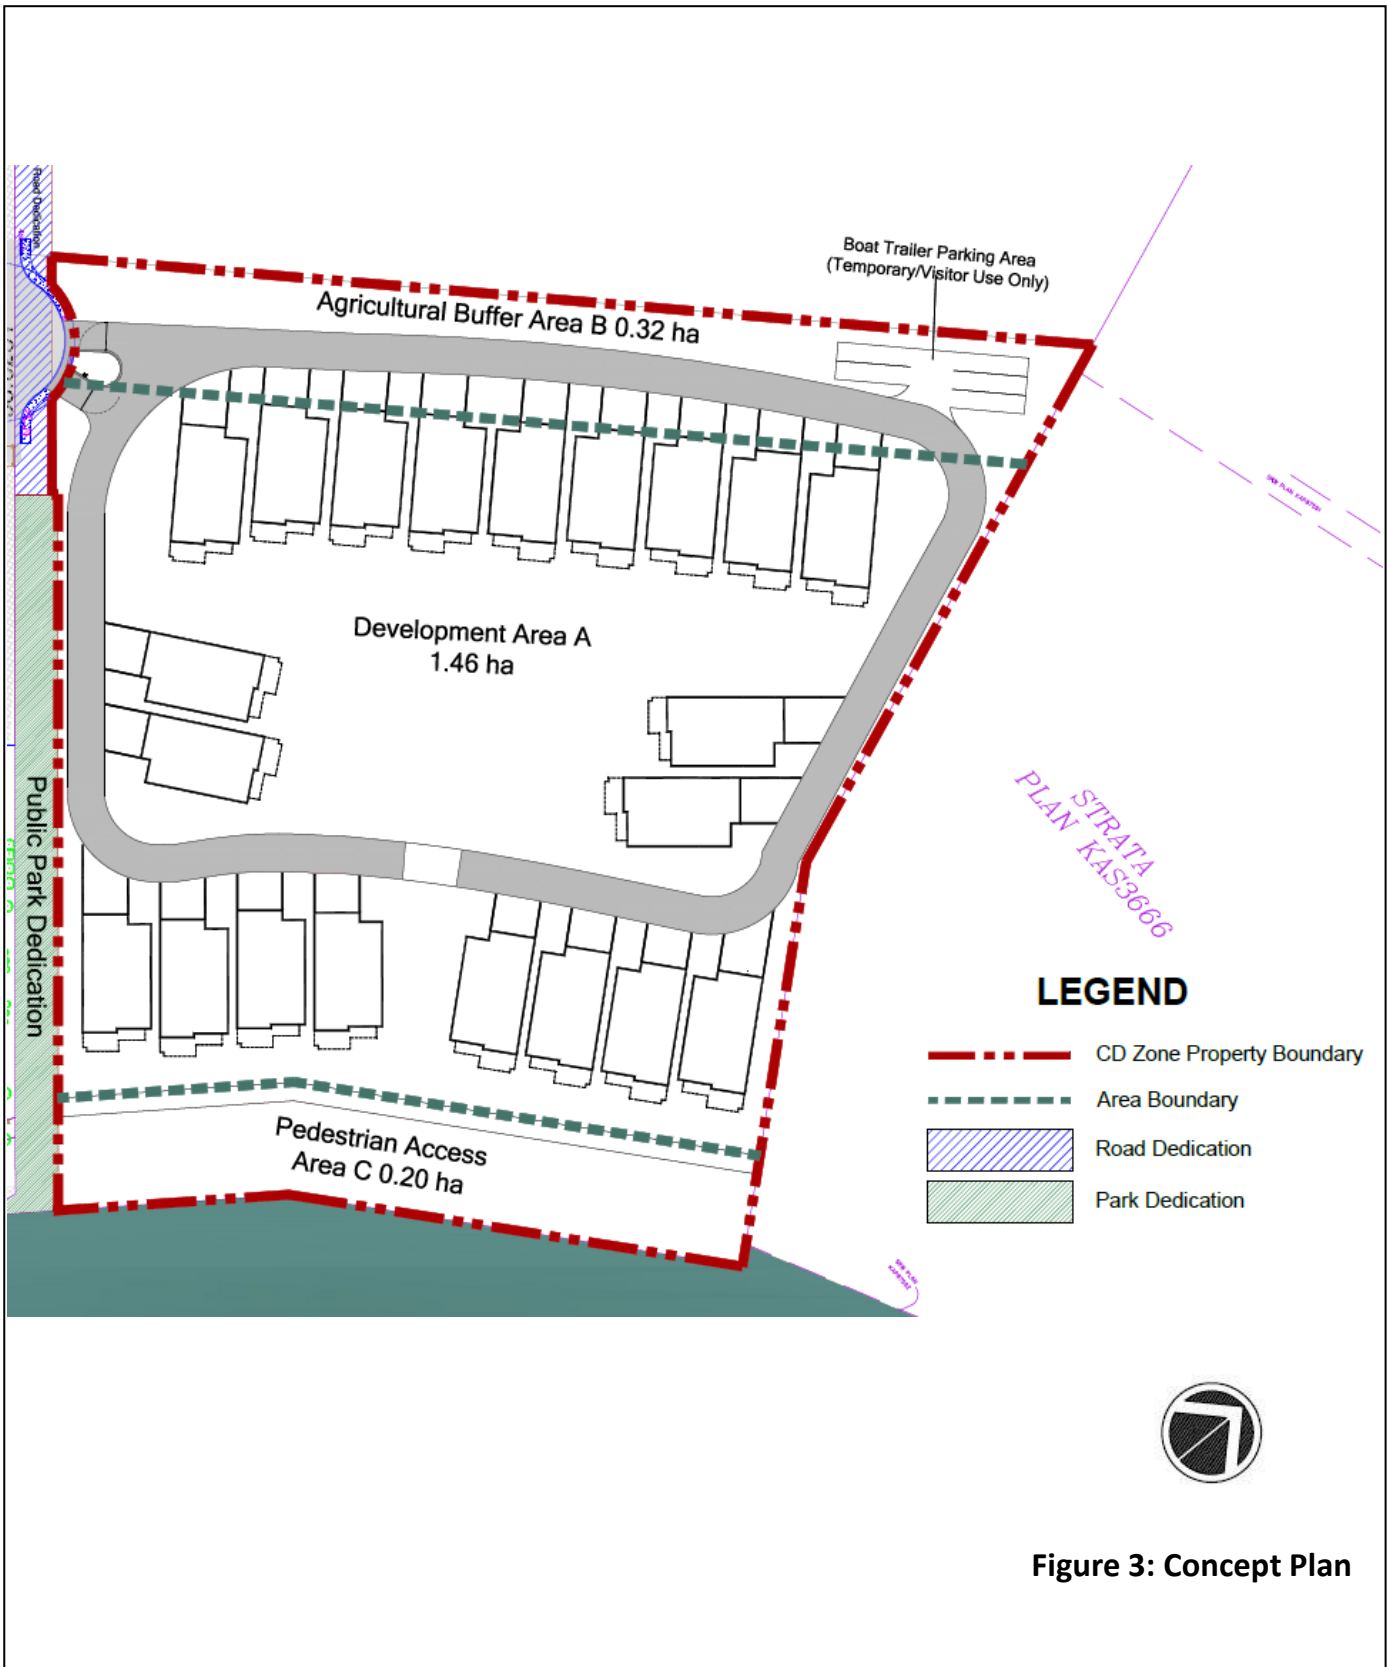 Road Dedication
Boat Trailer Parking Area
(Temporary/Visitor Use Only)
Agricultural Buffer Area B 0.32 ha
Development Area A
1.46 ha
Public Park Dedication
STRATA
PLAN KAS3666
LEGEND
CD Zone Property Boundary
Area Boundary
Road Dedication
Park Dedication
Pedestrian Access
Area C 0.20 ha
Figure 3: Concept Plan